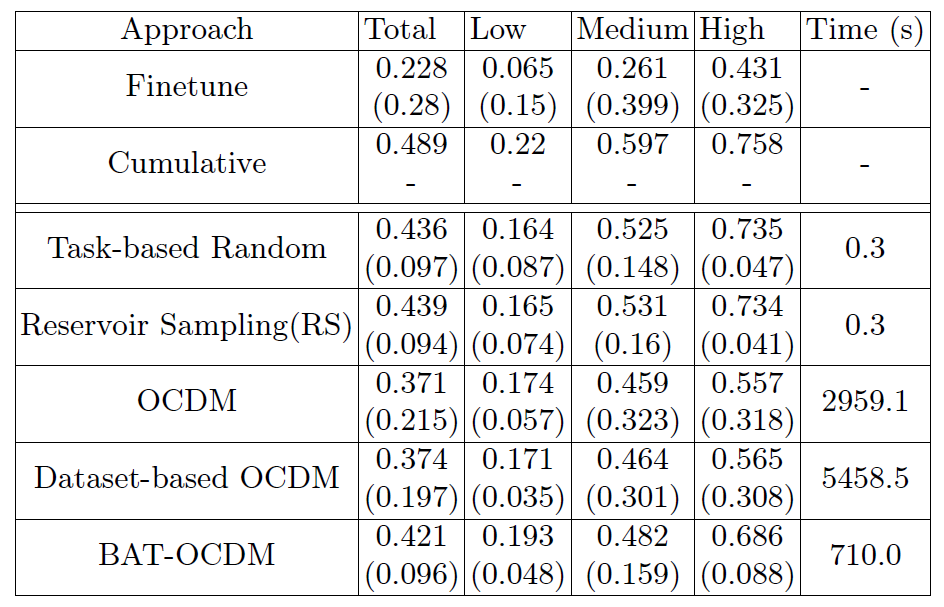 Approach Total Low Medium High Time (s)
Finetune 0.228 0.065 0.261 0.431 -
(0.28) (0.15) (0.399) (0.325)
Cumulative 0.489 0.22 0.597 0.758 -
- - - -
Task-based Random 0.436 0.164 0.525 0.735 0.3
(0.097) (0.087) (0.148) (0.047)
Reservoir Sampling(RS) 0.439 0.165 0.531 0.734 0.3
(0.094) (0.074) (0.16) (0.041)
OCDM 0.371 0.174 0.459 0.557 2959.1
(0.215) (0.057) (0.323) (0.318)
Dataset-based OCDM 0.374 0.171 0.464 0.565 5458.5
(0.197) (0.035) (0.301) (0.308)
BAT-OCDM 0.421 0.193 0.482 0.686 710.0
(0.096) (0.048) (0.159) (0.088)